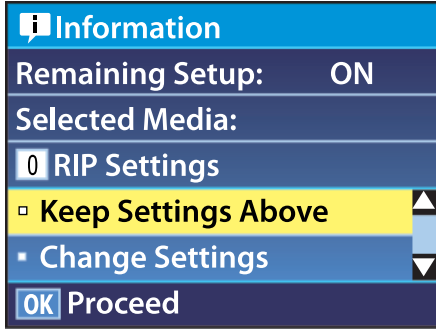 Information
Remaining Setup: ON
Selected Media:
0 RIP Settings
Keep Settings Above
Change Settings
OK Proceed